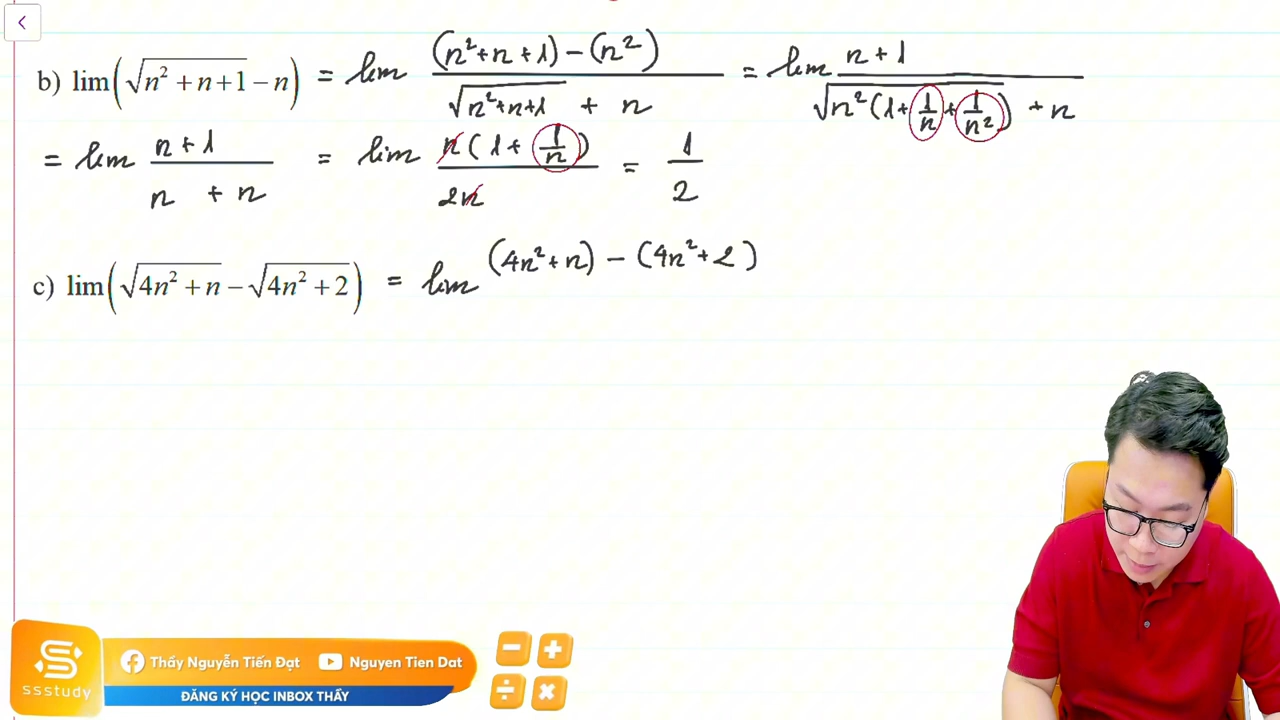 b) lim(√(n² + n + 1) − n) = lim ((n² + n + 1) − (n²)) / (√(n² + n + 1) + n) = lim (n + 1) / (√(n²(1 + 1/n + 1/n²)) + n)
= lim (n + 1) / (n + n) = lim n(1 + 1/n) / 2n = 1/2
c) lim(√(4n² + n) − √(4n² + 2)) = lim (4n² + n) − (4n² + 2)
ssstudy
Thầy Nguyễn Tiến Đạt Nguyen Tien Dat
ĐĂNG KÝ HỌC INBOX THẦY